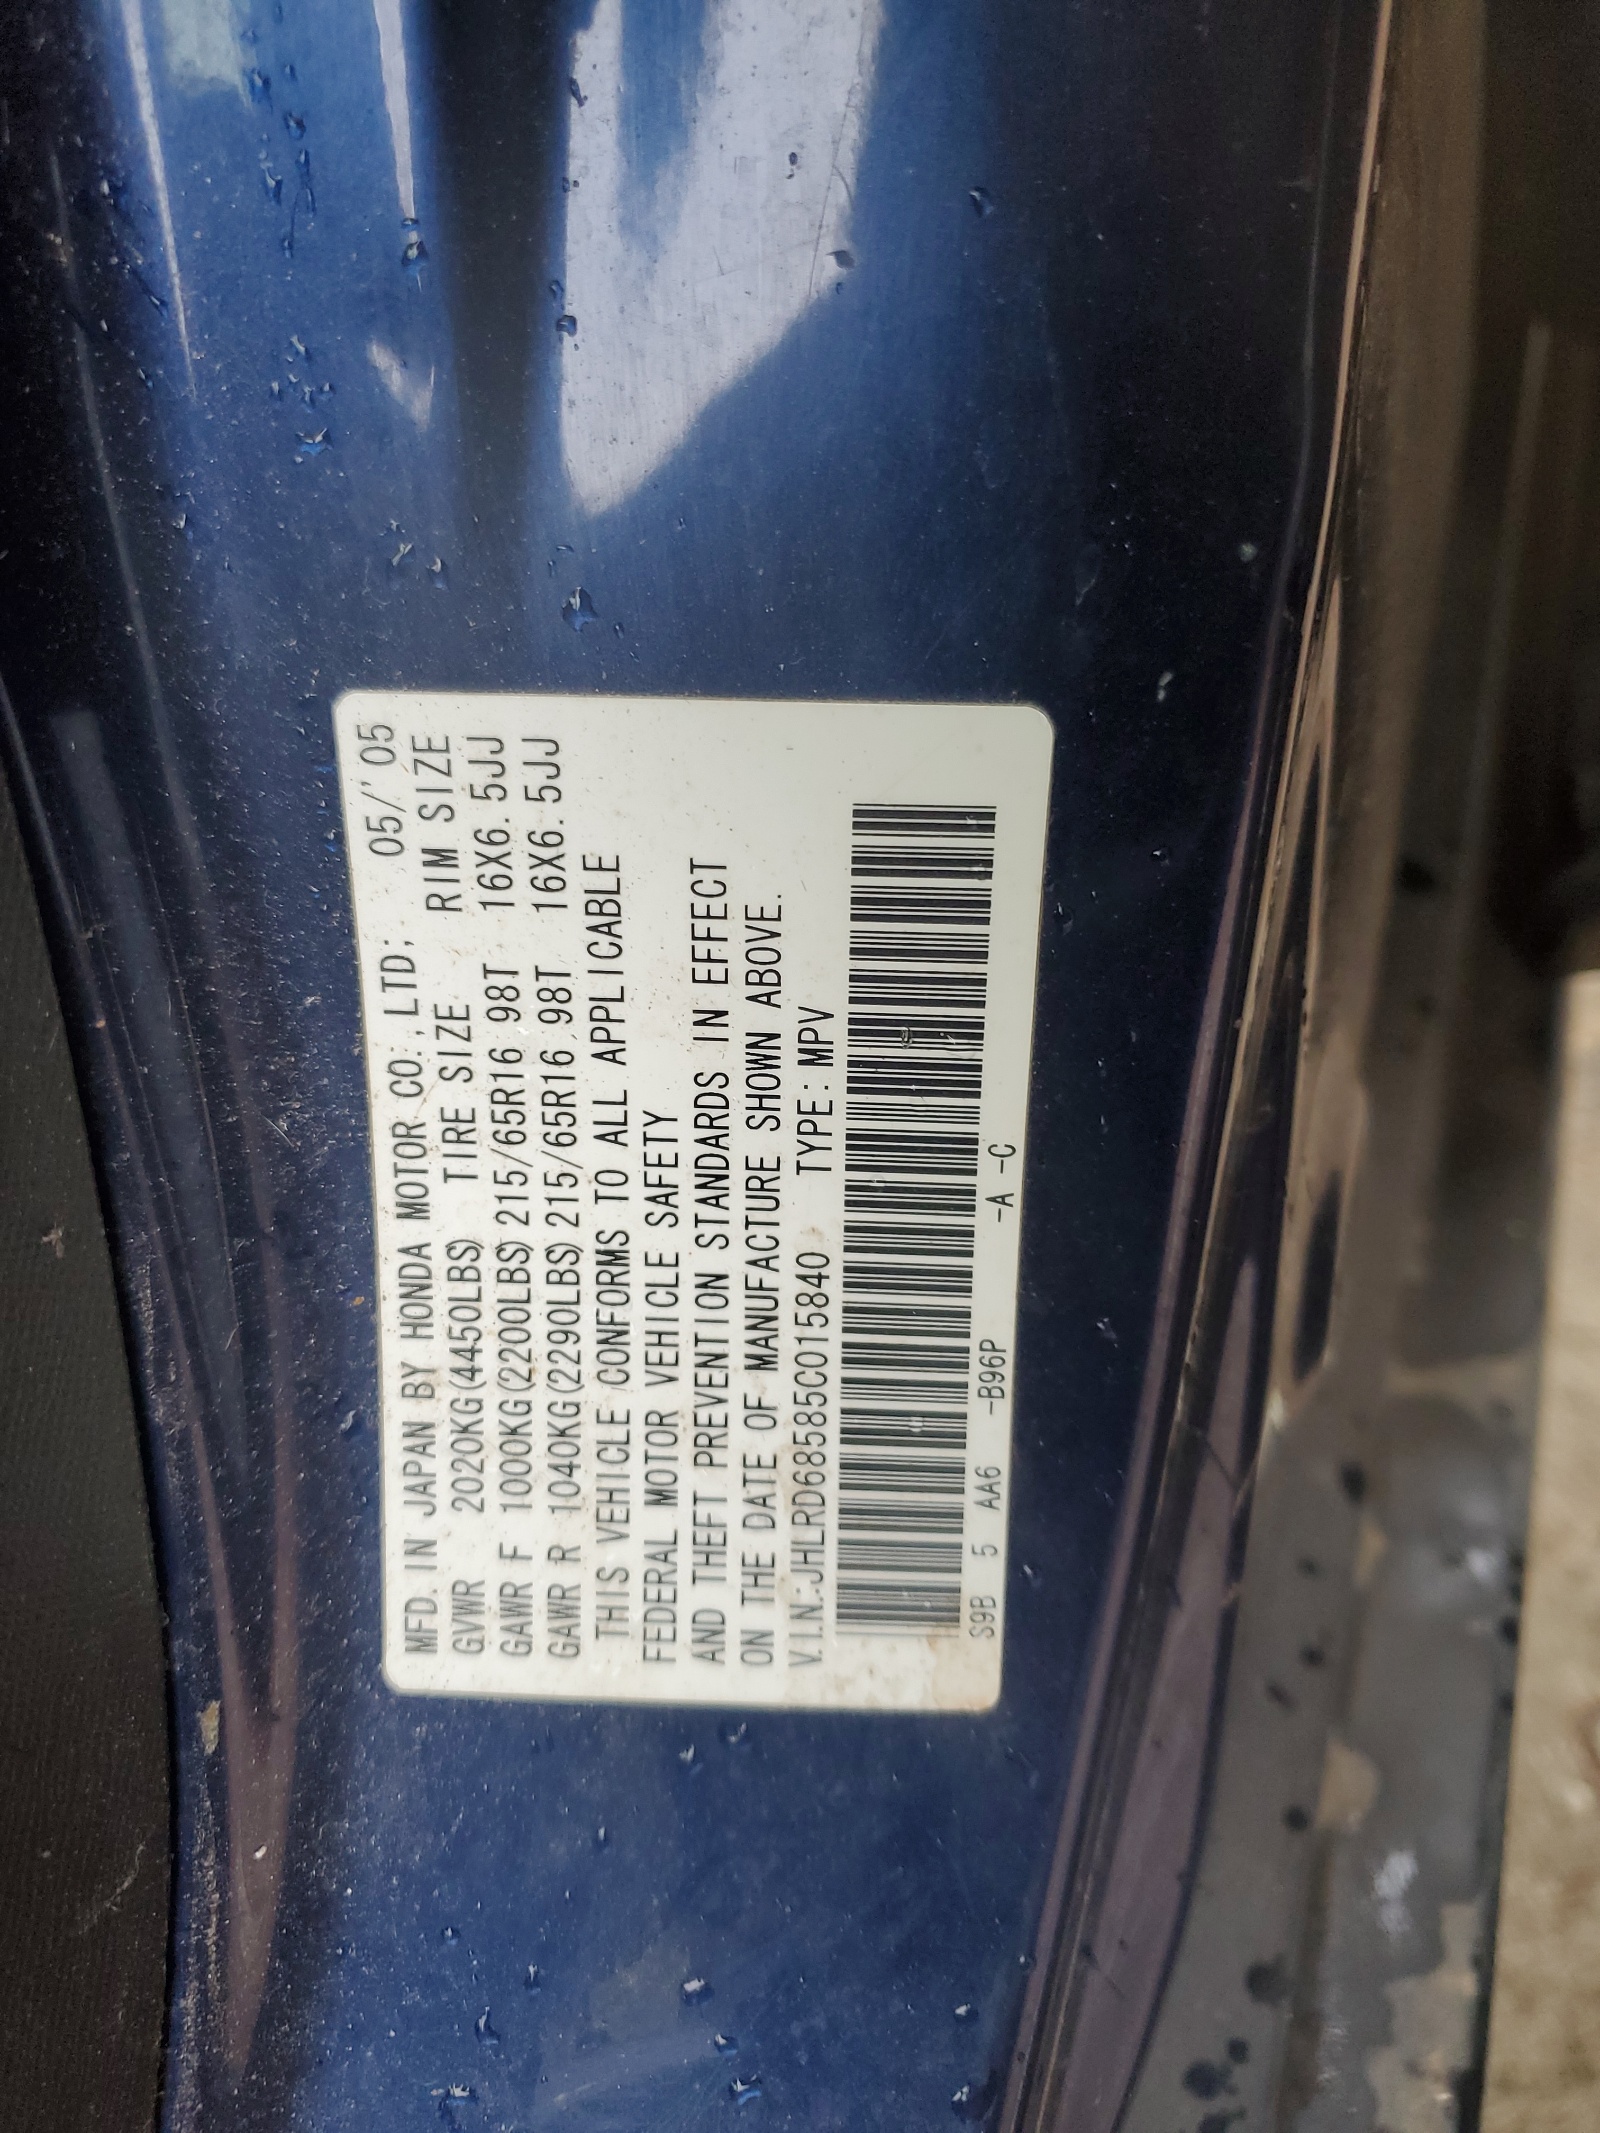 MFD. IN JAPAN BY HONDA MOTOR CO., LTD. 05/'05
GVWR 2020KG(4450LBS) TIRE SIZE RIM SIZE
GAWR F 1000KG(2200LBS) 215/65R16 98T 16X6.5JJ
GAWR R 1040KG(2290LBS) 215/65R16 98T 16X6.5JJ
THIS VEHICLE CONFORMS TO ALL APPLICABLE
FEDERAL MOTOR VEHICLE SAFETY
AND THEFT PREVENTION STANDARDS IN EFFECT
ON THE DATE OF MANUFACTURE SHOWN ABOVE.
V.I.N.:JHLRD68585C015840 TYPE:MPV
S9B 5 AA6 -B96P -A -C